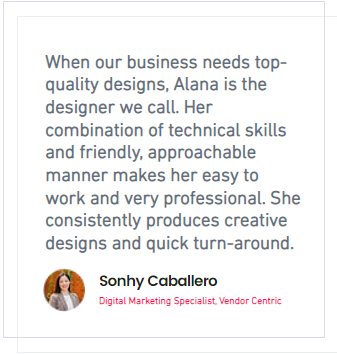 When our business needs top-
quality designs, Alana is the
designer we call. Her
combination of technical skills
and friendly, approachable
manner makes her easy to
work and very professional. She
consistently produces creative
designs and quick turn-around.
Sonhy Caballero
Digital Marketing Specialist, Vendor Centric